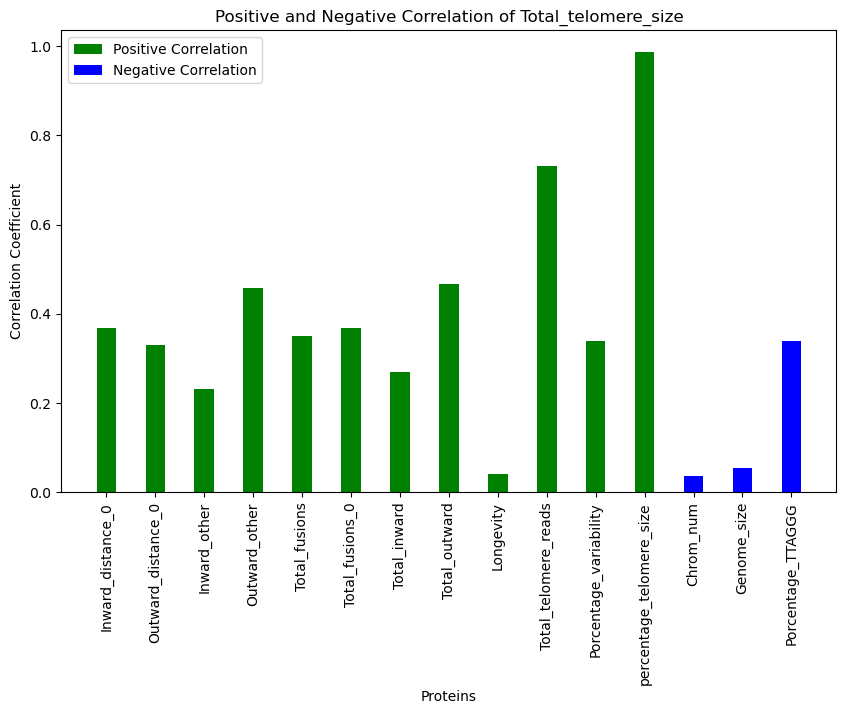 Positive and Negative Correlation of Total_telomere_size
Positive Correlation
Negative Correlation
Correlation Coefficient
1.0
0.8
0.6
0.4
0.2
0.0
Inward_distance_0
Outward_distance_0
Inward_other
Outward_other
Total_fusions
Total_fusions_0
Total_inward
Total_outward
Longevity
Total_telomere_reads
Porcentage_variability
percentage_telomere_size
Chrom_num
Genome_size
Porcentage_TTAGGG
Proteins